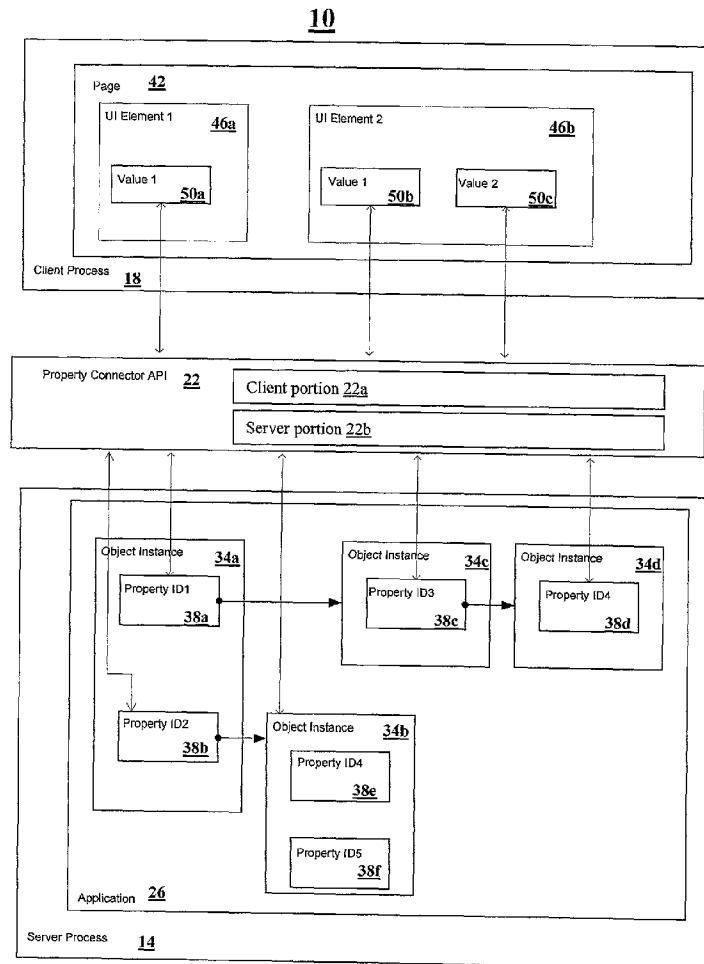 10
Page 42
UI Element 1
46a
UI Element 2
46b
Value 1
50a
Value 1
50b
Value 2
50c
Client Process
18
Property Connector API 22
Client portion 22a
Server portion 22b
Object Instance
34a
Object Instance
34c
Object Instance
34d
Property ID1
38a
Property ID3
38c
Property ID4
38d
Property ID2
38b
Object Instance
34b
Property ID4
38e
Property ID5
38f
Application 26
Server Process 14